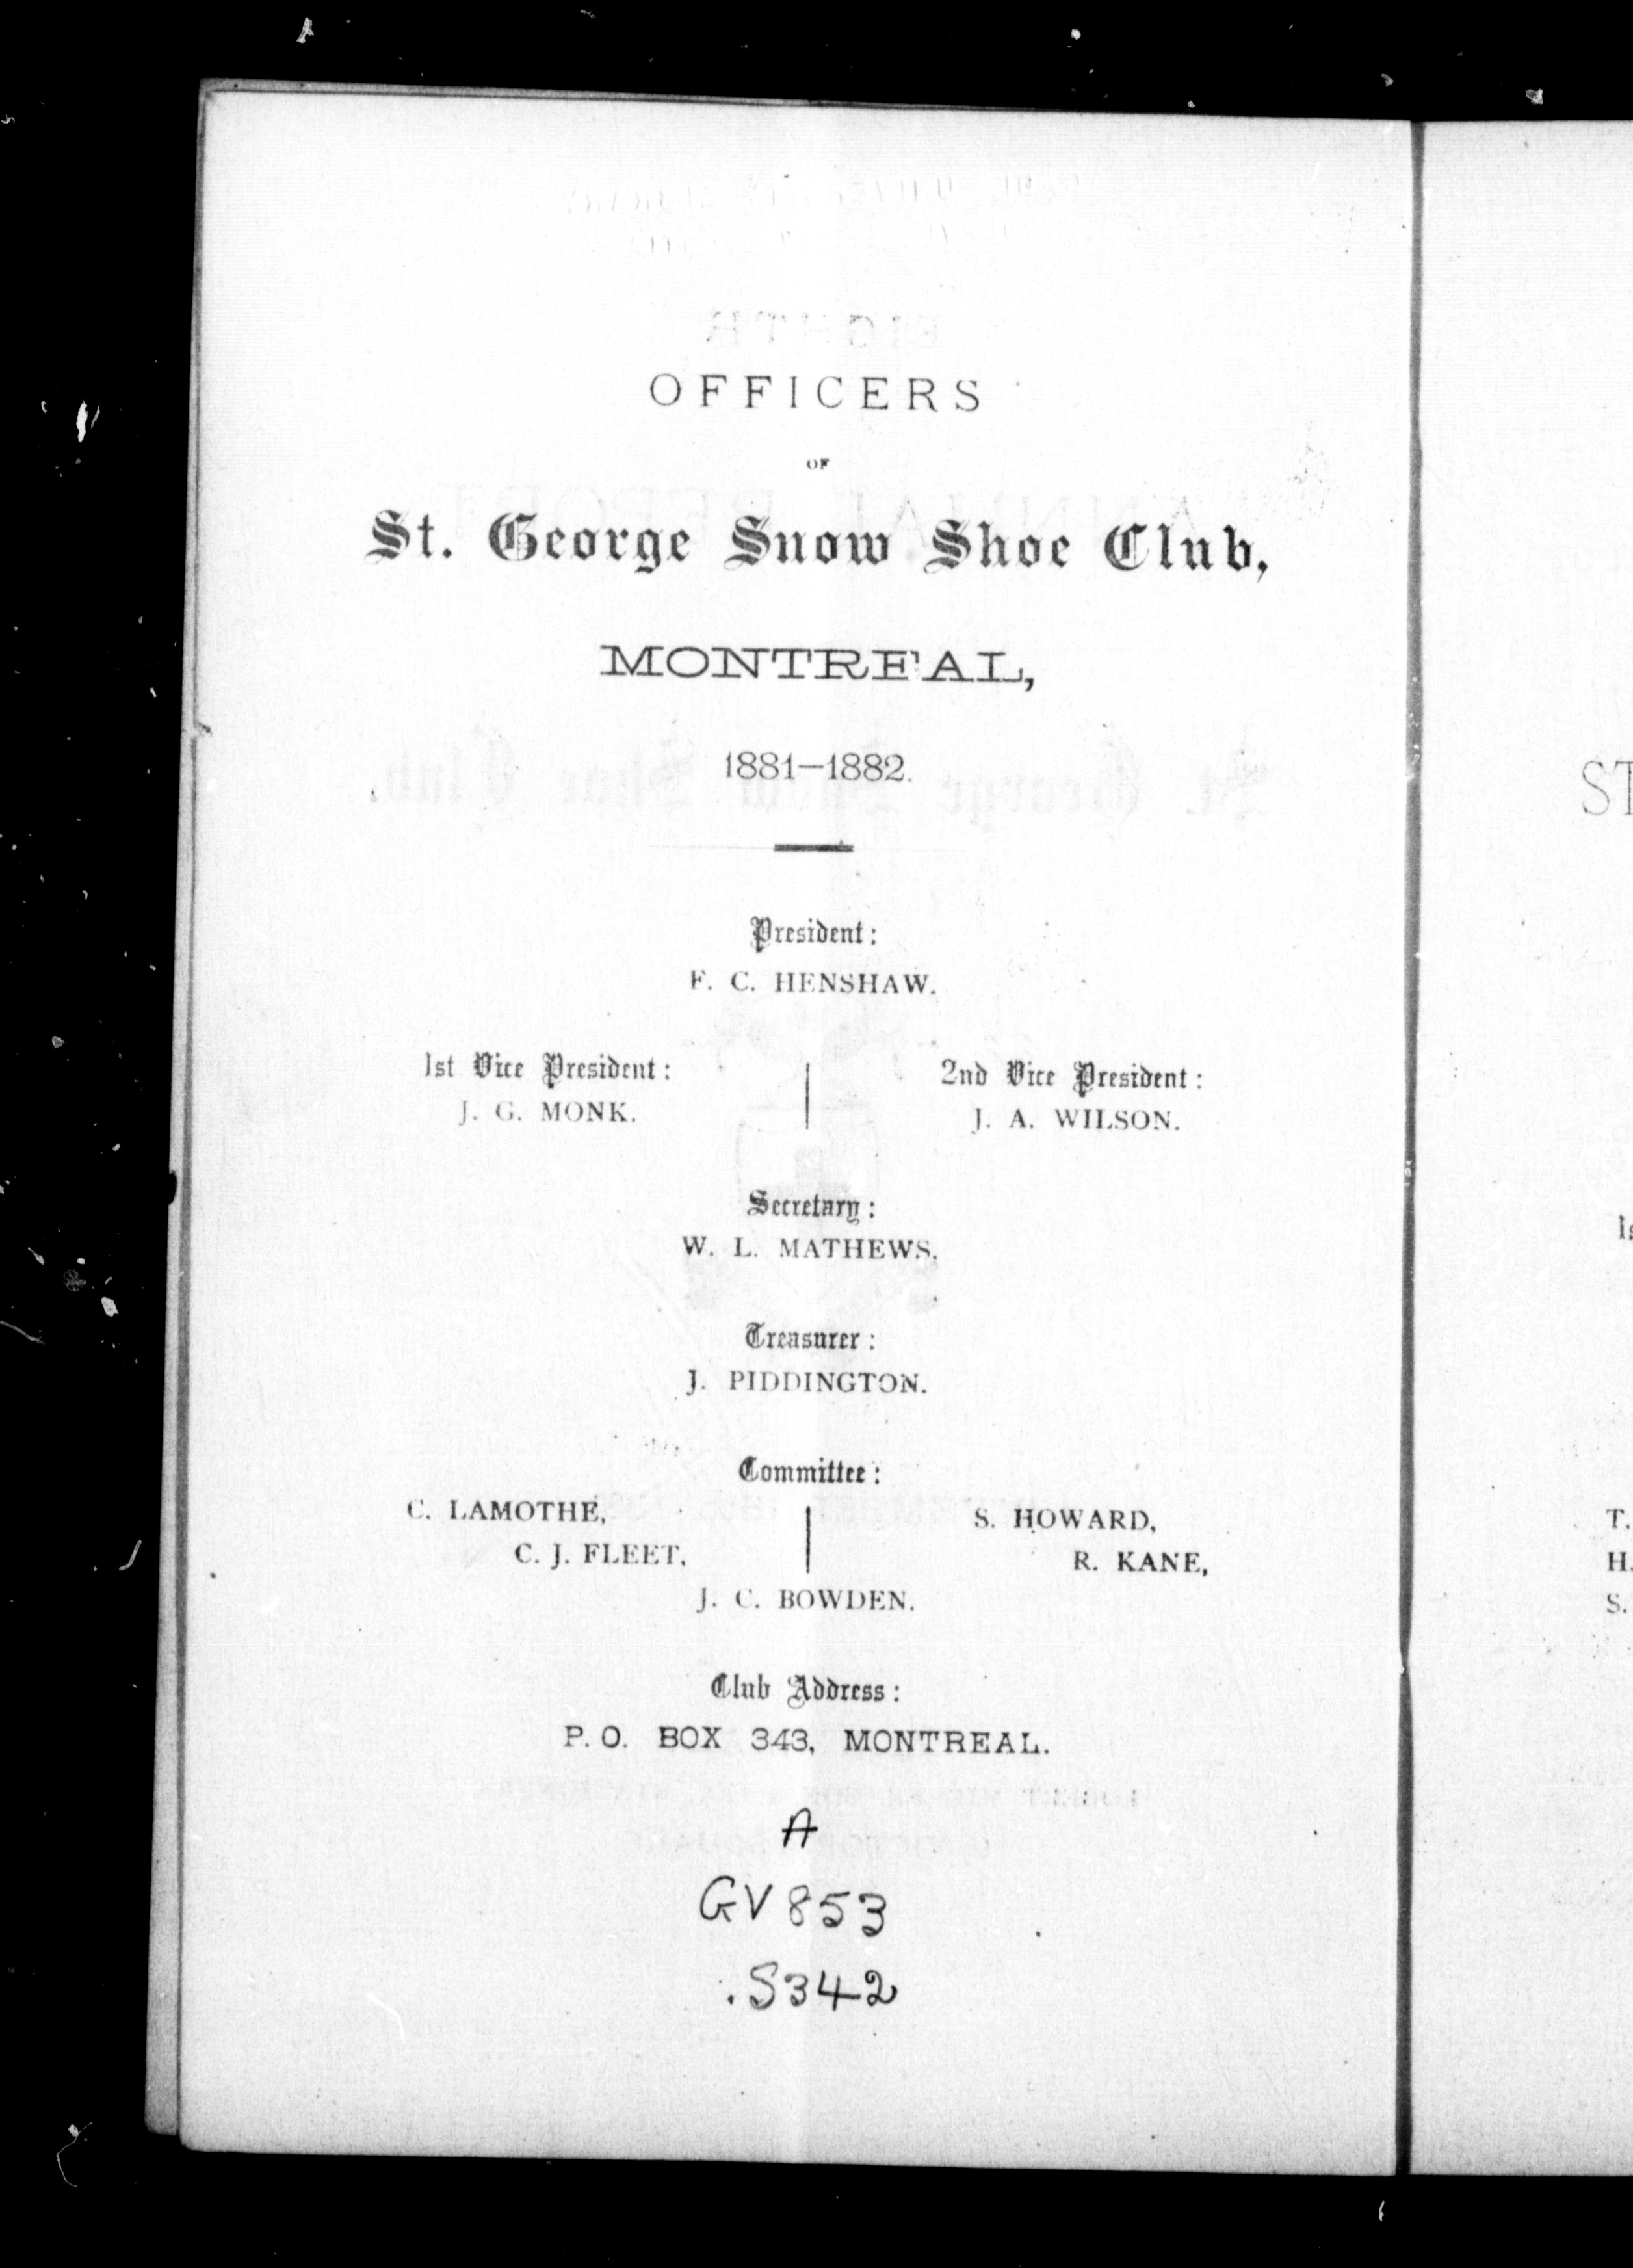 OFFICERS
OF
St. George Snow Shoe Club,
MONTREAL,
1881—1882.
President:
F. C. HENSHAW.
1st Vice President:
J. G. MONK.
2nd Vice President:
J. A. WILSON.
Secretary:
W. L. MATHEWS.
Treasurer:
J. PIDDINGTON.
Committee:
C. LAMOTHE,
C. J. FLEET,
S. HOWARD,
R. KANE,
J. C. BOWDEN.
Club Address:
P. O. BOX 343, MONTREAL.
A
GV853
.S342
ST
T.
H.
S.